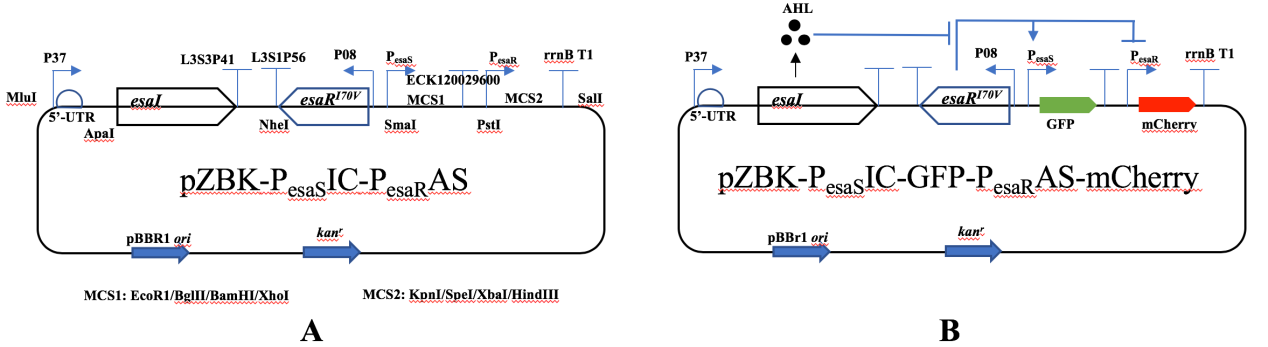 P37
L3S3P41
L3S1P56
P08
PesaS
PesaR
rrnB T1
ECK120029600
MluI
esaI
esaRI70V
MCS1
MCS2
SalI
5'-UTR
ApaI
NheI
SmaI
PstI
pZBK-PesaSIC-PesaRAS
pBBR1 ori
kanr
MCS1: EcoR1/BglII/BamHI/XhoI
MCS2: KpnI/SpeI/XbaI/HindIII
A
AHL
P37
P08
PesaS
PesaR
rrnB T1
esaI
esaRI70V
5'-UTR
GFP
mCherry
pZBK-PesaSIC-GFP-PesaRAS-mCherry
pBBr1 ori
kanr
B